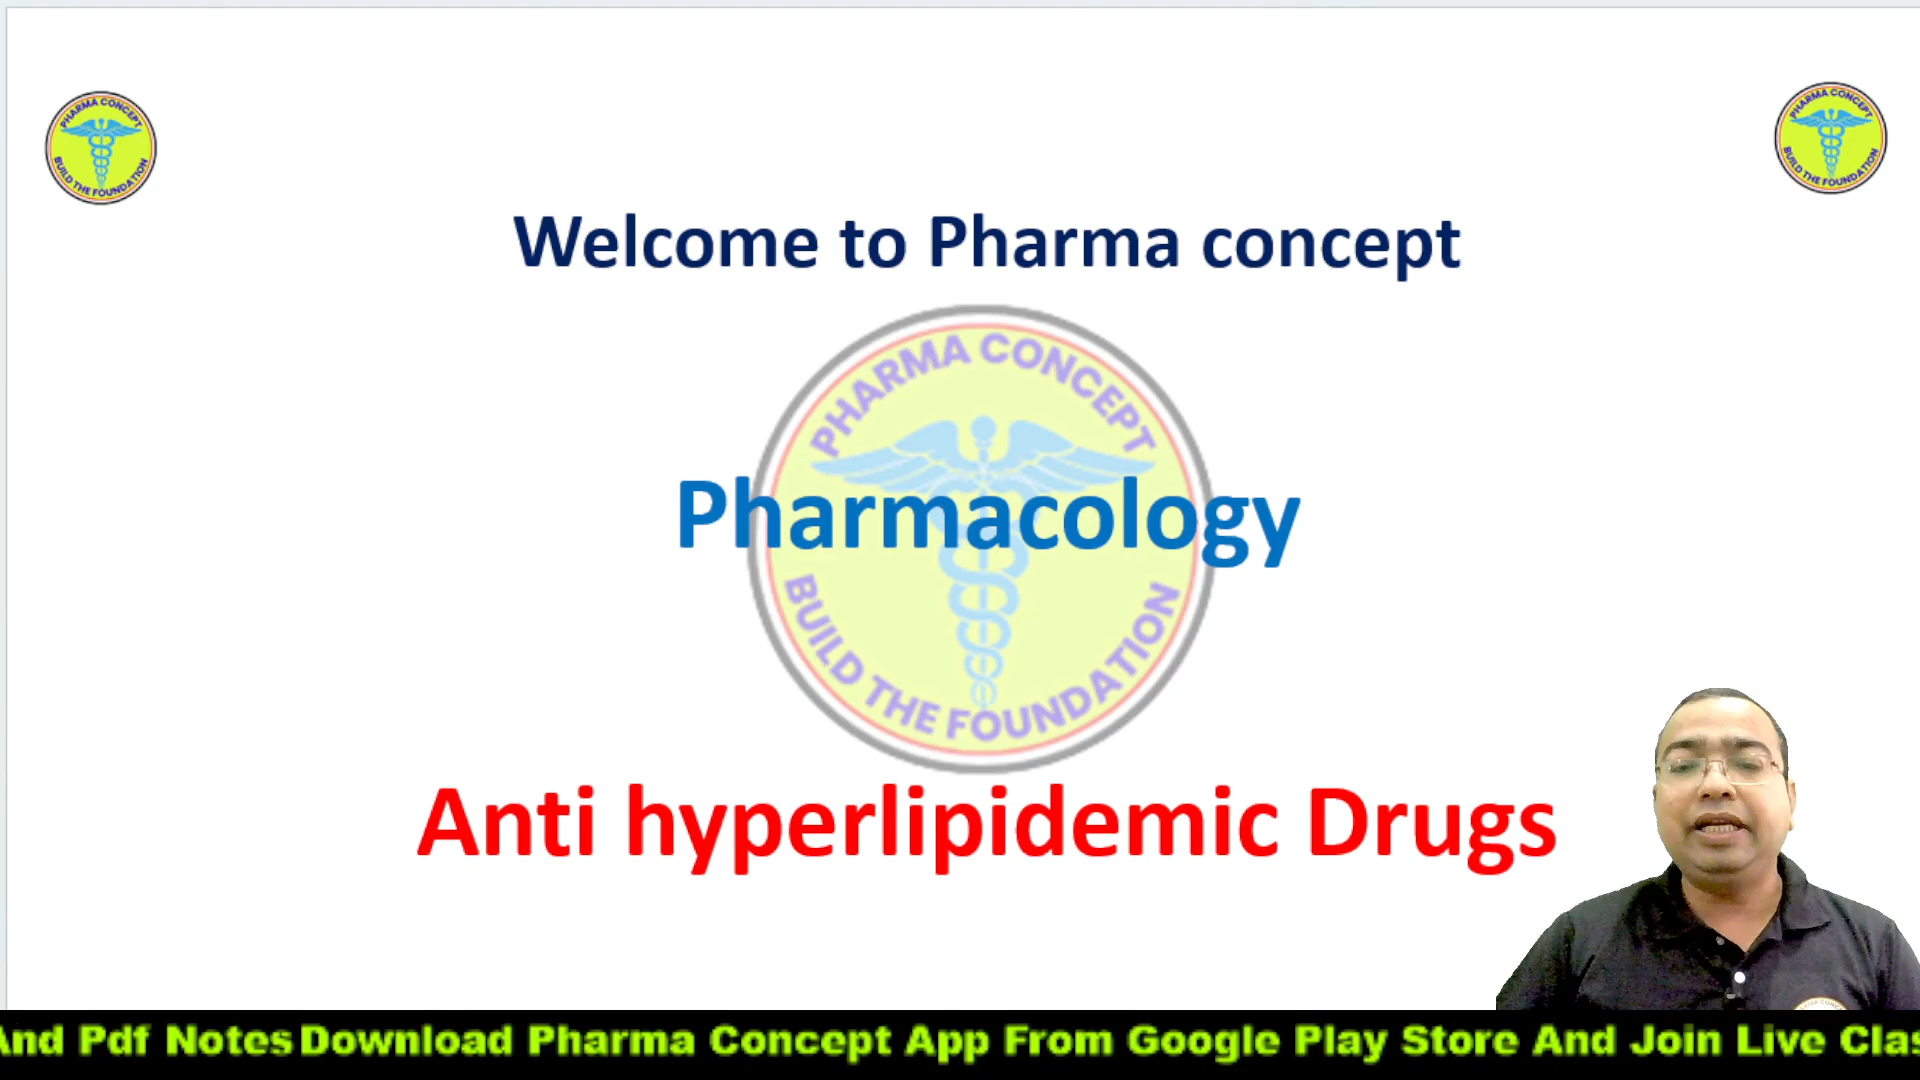 PHARMA CONCEPT
BUILD THE FOUNDATION
PHARMA CONCEPT
BUILD THE FOUNDATION
Welcome to Pharma concept
PHARMA CONCEPT
Pharmacology
BUILD THE FOUNDATION
Anti hyperlipidemic Drugs
And Pdf Notes Download Pharma Concept App From Google Play Store And Join Live Clas